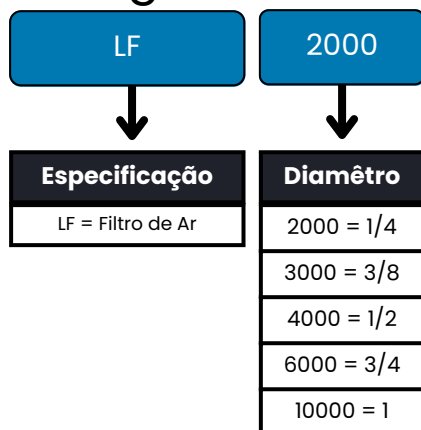 LF 2000
Especificação Diamêtro
LF = Filtro de Ar 2000 = 1/4
3000 = 3/8
4000 = 1/2
6000 = 3/4
10000 = 1